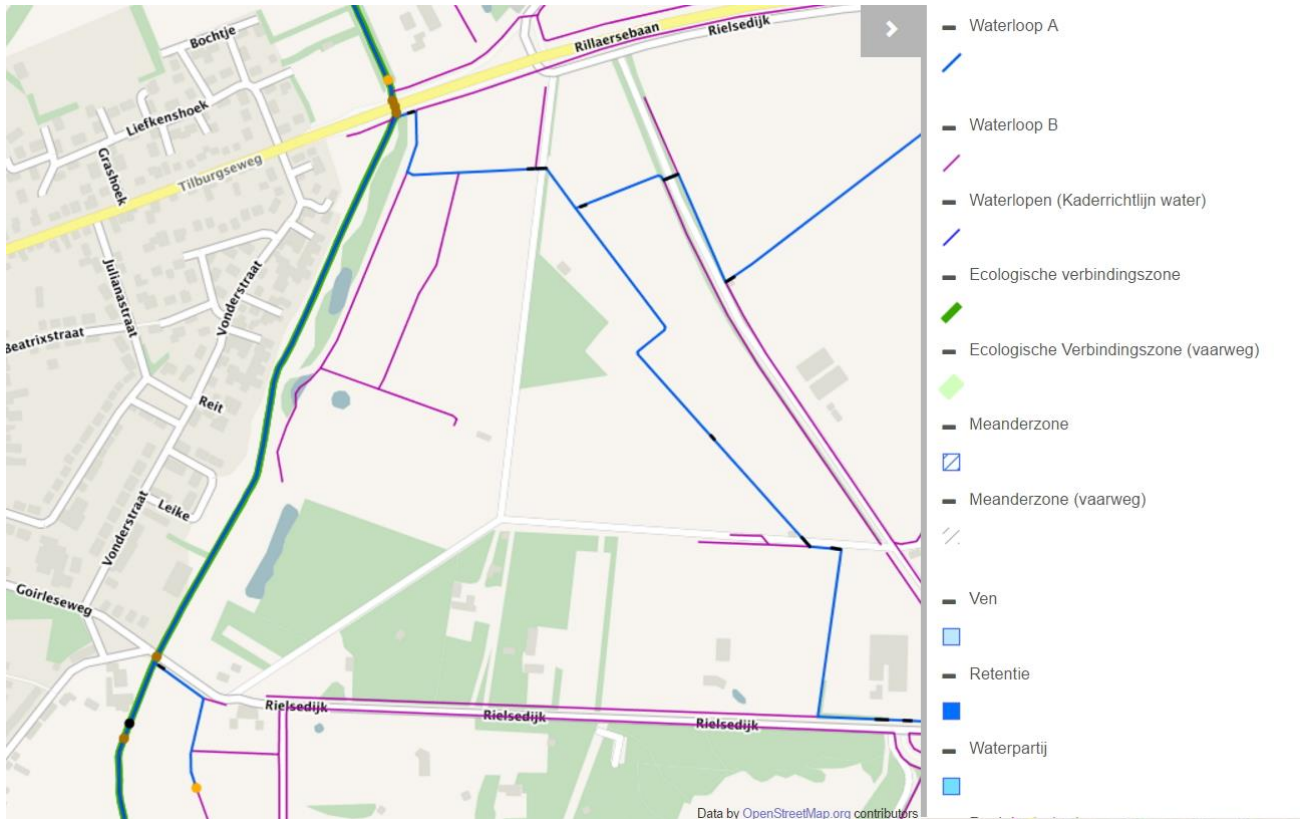 Bochtje
Rillaersebaan
Rielsedijk
Liefkenshoek
Grashoek
Tilburgseweg
Julianastraat
Vonderstraat
Beatrixstraat
Reit
Leike
Vonderstraat
Goirleseweg
Rielsedijk
Rielsedijk
Rielsedijk
Data by OpenStreetMap.org contributors
Waterloop A
Waterloop B
Waterlopen (Kaderrichtlijn water)
Ecologische verbindingszone
Ecologische Verbindingszone (vaarweg)
Meanderzone
Meanderzone (vaarweg)
Ven
Retentie
Waterpartij